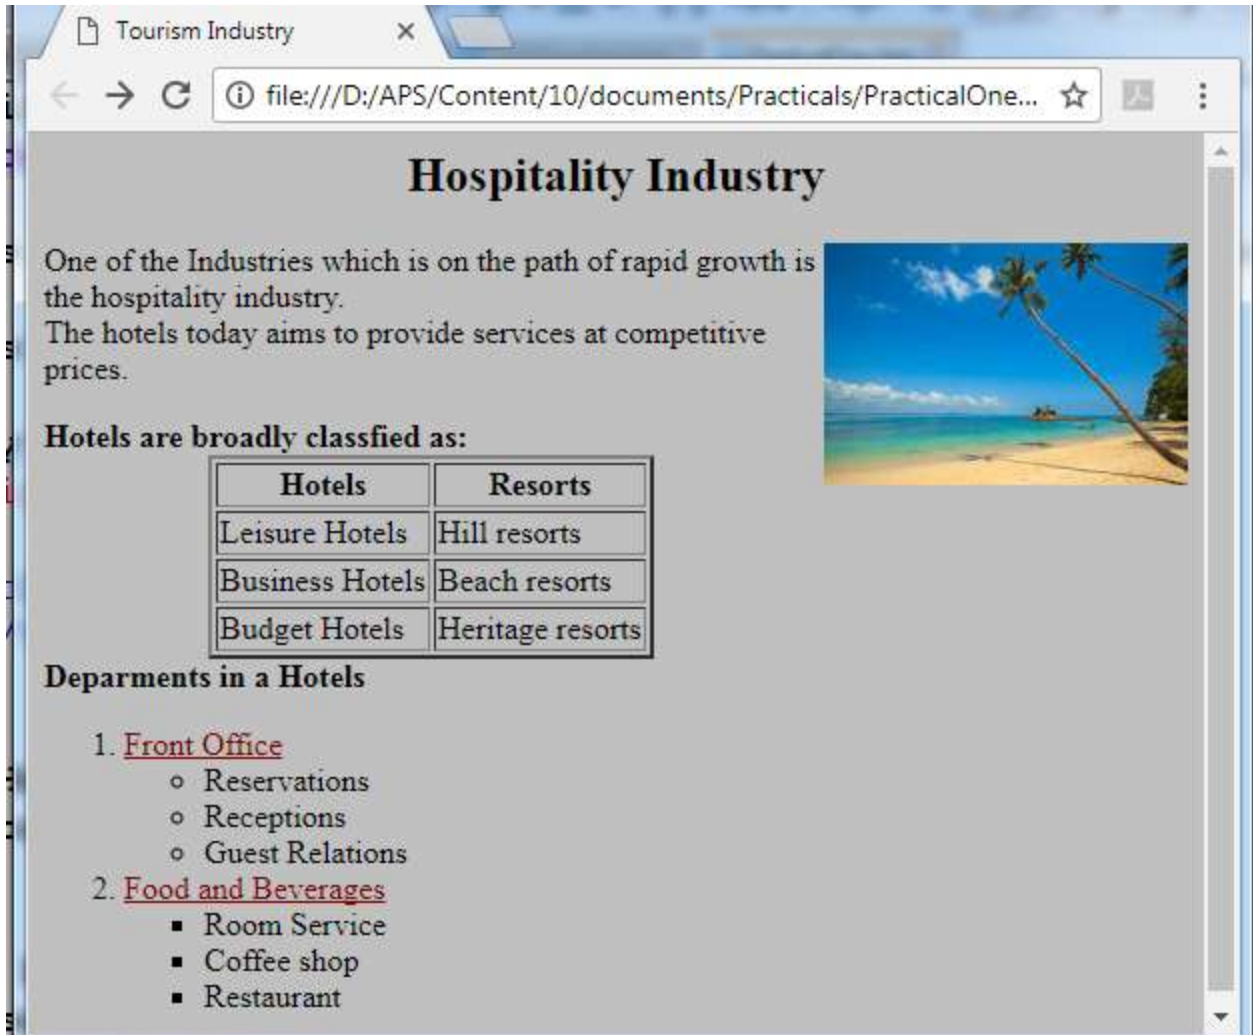 Tourism Industry
file:///D:/APS/Content/10/documents/Practicals/PracticalOne...
Hospitality Industry
One of the Industries which is on the path of rapid growth is
the hospitality industry.
The hotels today aims to provide services at competitive
prices.
Hotels are broadly classfied as:
Hotels Resorts
Leisure Hotels Hill resorts
Business Hotels Beach resorts
Budget Hotels Heritage resorts
Deparments in a Hotels
1. Front Office
Reservations
Receptions
Guest Relations
2. Food and Beverages
Room Service
Coffee shop
Restaurant